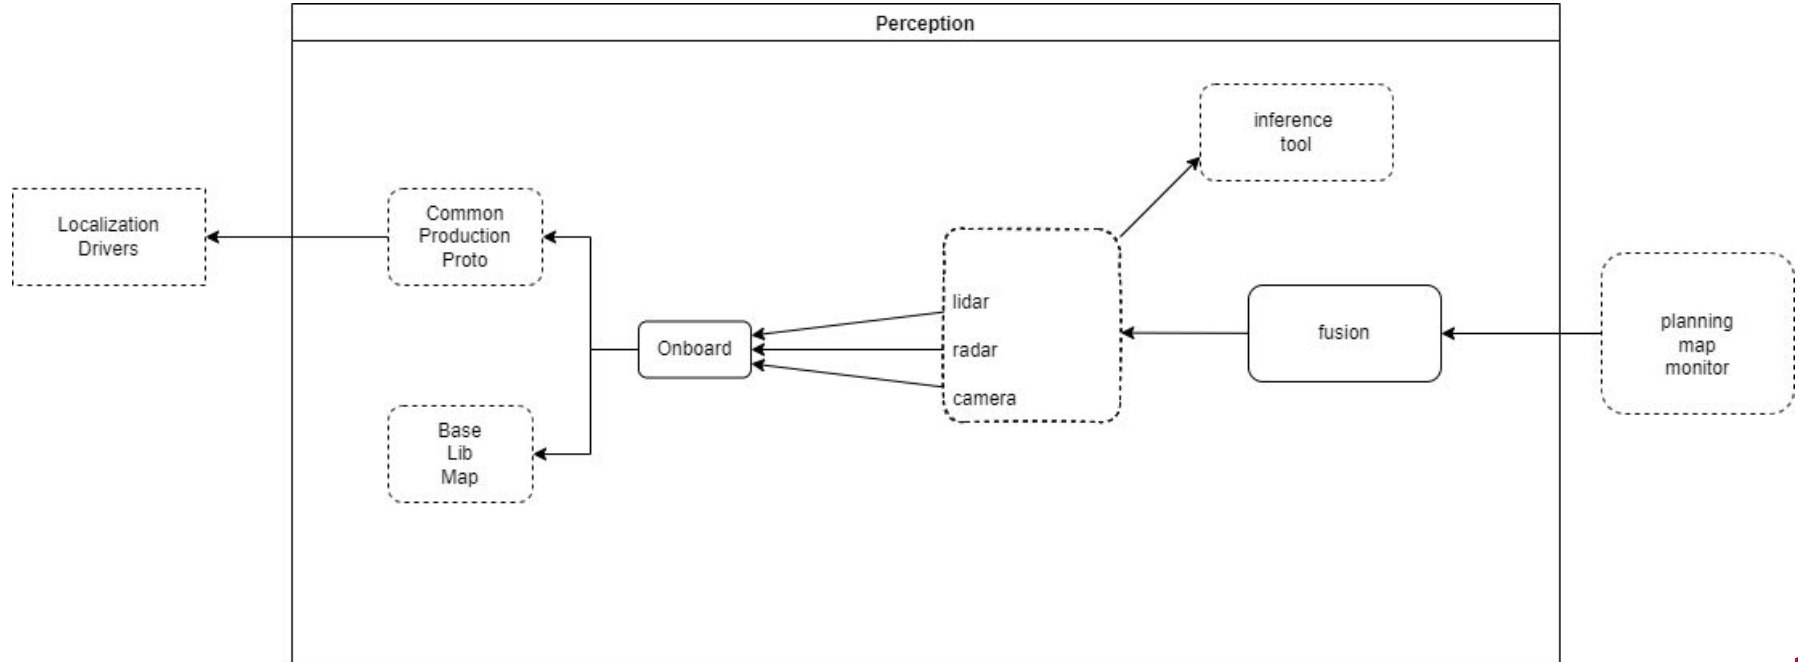 Perception
inference
tool
Localization
Drivers
Common
Production
Proto
lidar
radar
camera
Onboard
fusion
planning
map
monitor
Base
Lib
Map